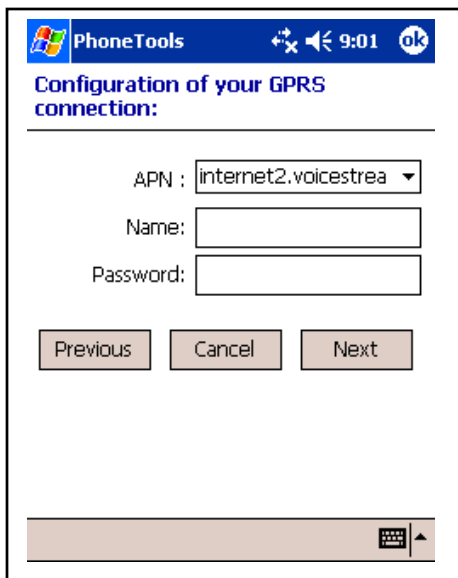 PhoneTools 9:01 ok
Configuration of your GPRS
connection:
APN : internet2.voicestrea
Name:
Password:
Previous Cancel Next